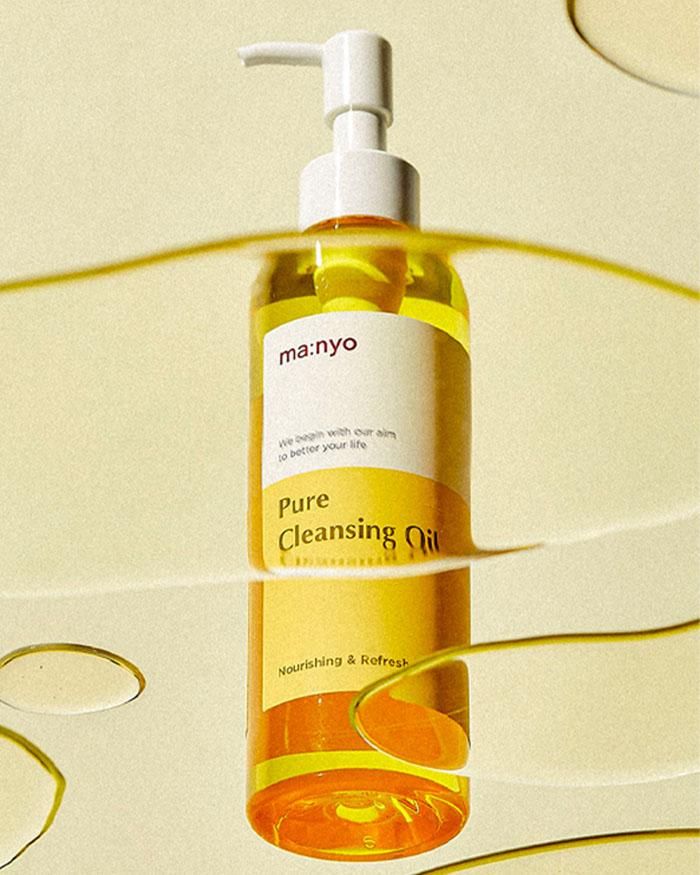 ma:nyo
We begin with our aim
to better your life
Pure
Cleansing Oil
Nourishing & Refresh